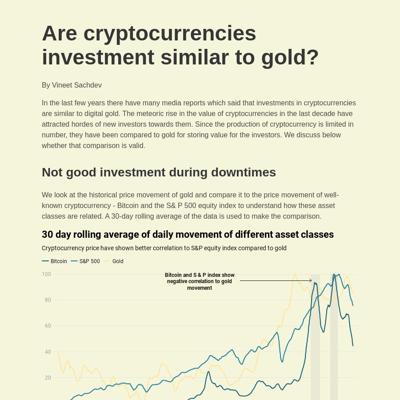 Are cryptocurrencies
investment similar to gold?
By Vineet Sachdev
In the last few years there have many media reports which said that investments in cryptocurrencies
are similar to digital gold. The meteoric rise in the value of cryptocurrencies in the last decade have
attracted hordes of new investors towards them. Since the production of cryptocurrency is limited in
number, they have been compared to gold for storing value for the investors. We discuss below
whether that comparison is valid.
Not good investment during downtimes
We look at the historical price movement of gold and compare it to the price movement of well-
known cryptocurrency - Bitcoin and the S& P 500 equity index to understand how these asset
classes are related. A 30-day rolling average of the data is used to make the comparison.
30 day rolling average of daily movement of different asset classes
Cryptocurrency price have shown better correlation to S&P equity index compared to gold
Bitcoin S&P 500 Gold
Bitcoin and S & P index show
negative correlation to gold
movement
100
80
60
40
20